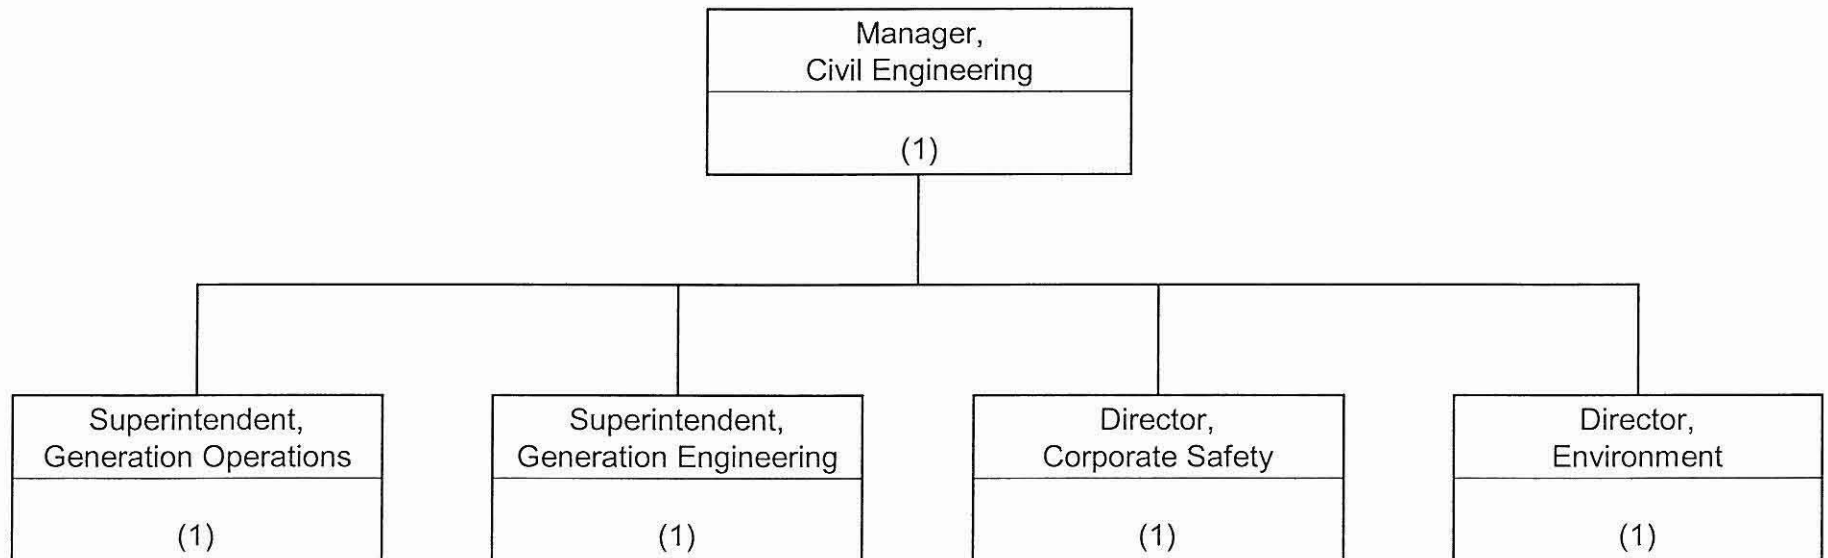 Manager,
Civil Engineering
(1)
Superintendent,
Generation Operations
(1)
Superintendent,
Generation Engineering
(1)
Director,
Corporate Safety
(1)
Director,
Environment
(1)